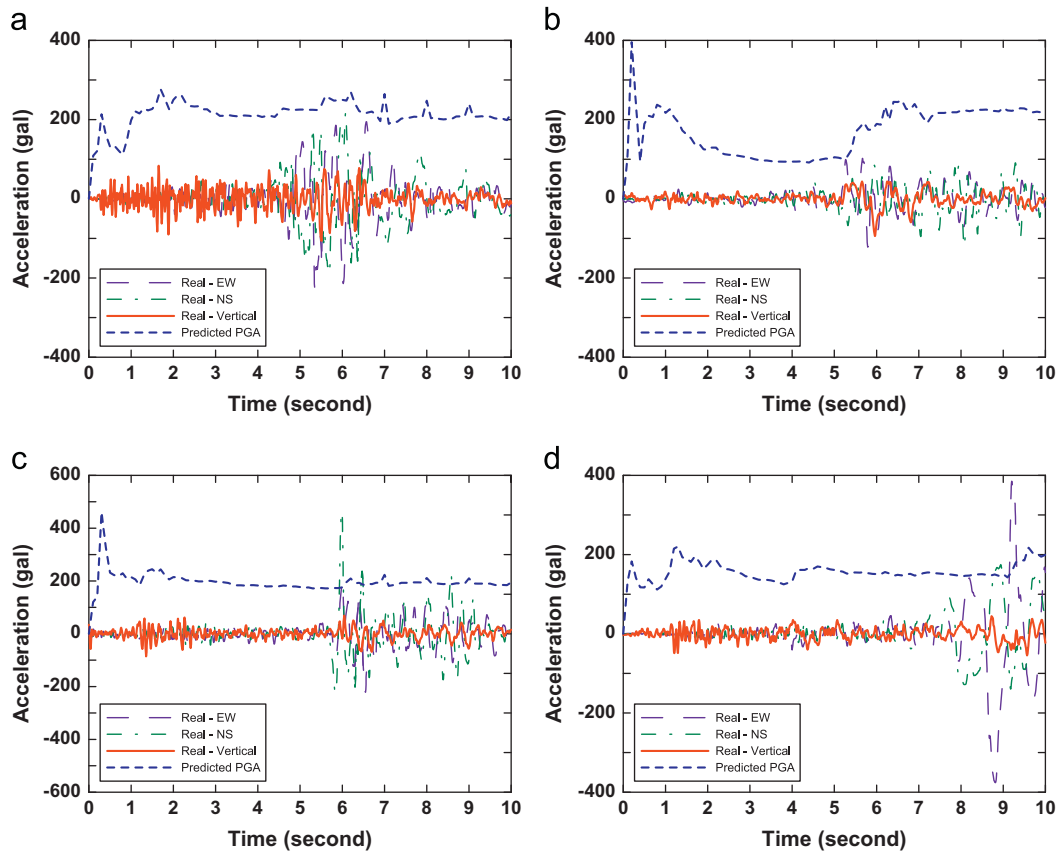 a
400
200
0
-200
-400
Acceleration (gal)
Real - EW
Real - NS
Real - Vertical
Predicted PGA
0 1 2 3 4 5 6 7 8 9 10
Time (second)
b
400
200
0
-200
-400
Acceleration (gal)
Real - EW
Real - NS
Real - Vertical
Predicted PGA
0 1 2 3 4 5 6 7 8 9 10
Time (second)
c
600
400
200
0
-200
-400
-600
Acceleration (gal)
Real - EW
Real - NS
Real - Vertical
Predicted PGA
0 1 2 3 4 5 6 7 8 9 10
Time (second)
d
400
200
0
-200
-400
Acceleration (gal)
Real - EW
Real - NS
Real - Vertical
Predicted PGA
0 1 2 3 4 5 6 7 8 9 10
Time (second)